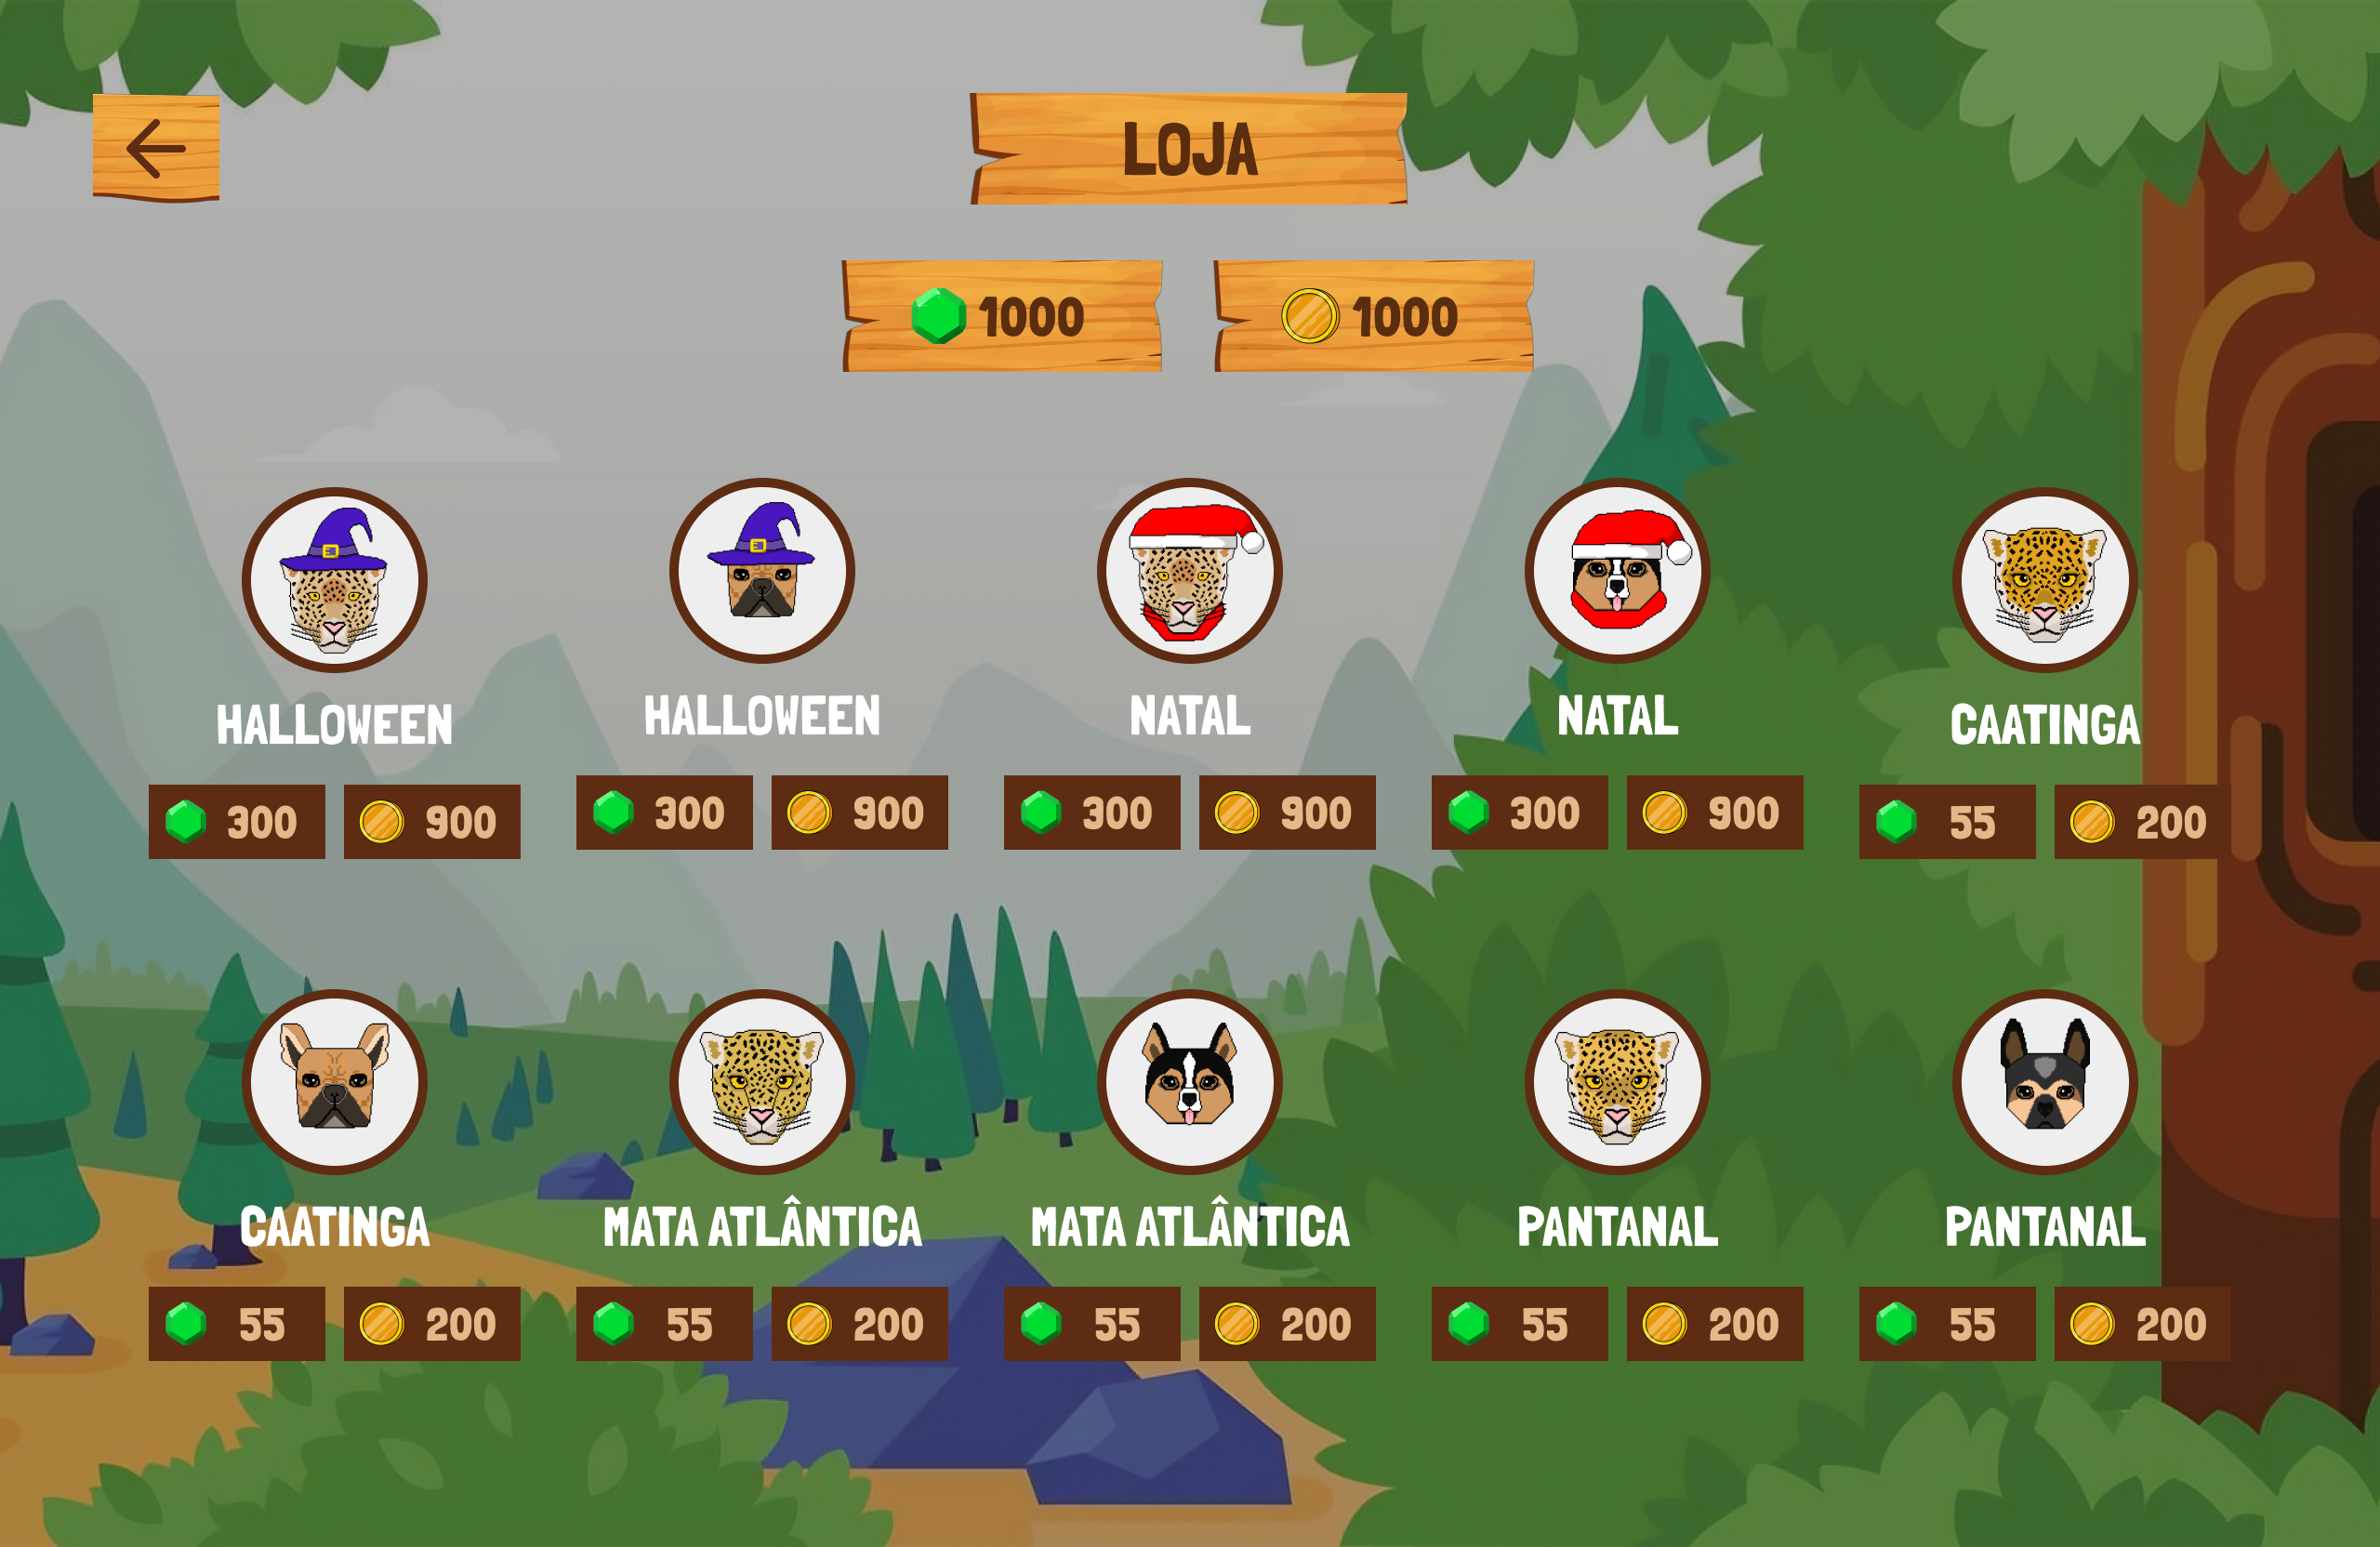 LOJA
1000 1000
HALLOWEEN HALLOWEEN NATAL NATAL CAATINGA
300 900 300 900 300 900 300 900 55 200
CAATINGA MATA ATLÂNTICA MATA ATLÂNTICA PANTANAL PANTANAL
55 200 55 200 55 200 55 200 55 200